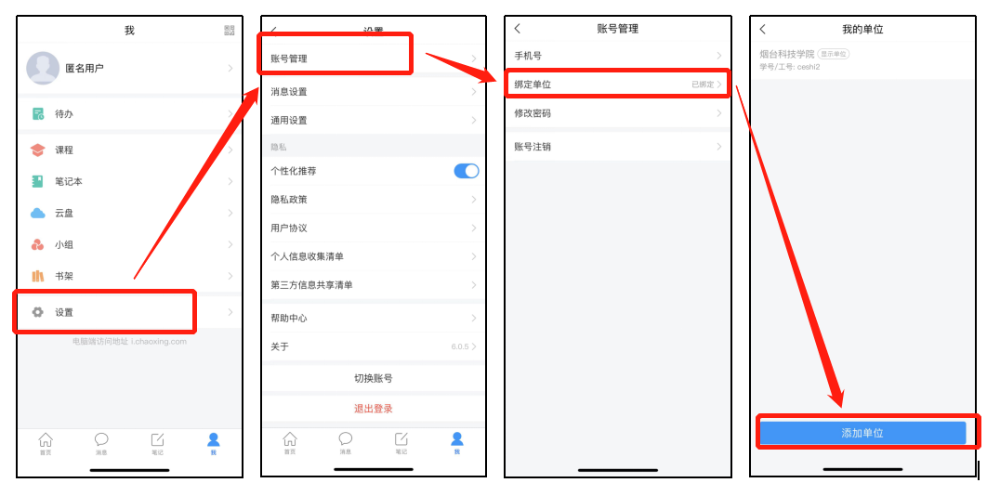 我
匿名用户
待办
课程
笔记本
云盘
小组
书架
设置
电脑端访问地址 i.chaoxing.com
首页
消息
笔记
我
设置
账号管理
消息设置
通用设置
隐私
个性化推荐
隐私政策
用户协议
个人信息收集清单
第三方信息共享清单
帮助中心
关于 6.0.5
切换账号
退出登录
首页
消息
笔记
我
账号管理
手机号
绑定单位 已绑定
修改密码
账号注销
我的单位
烟台科技学院 显示单位
学号/工号: ceshi2
添加单位